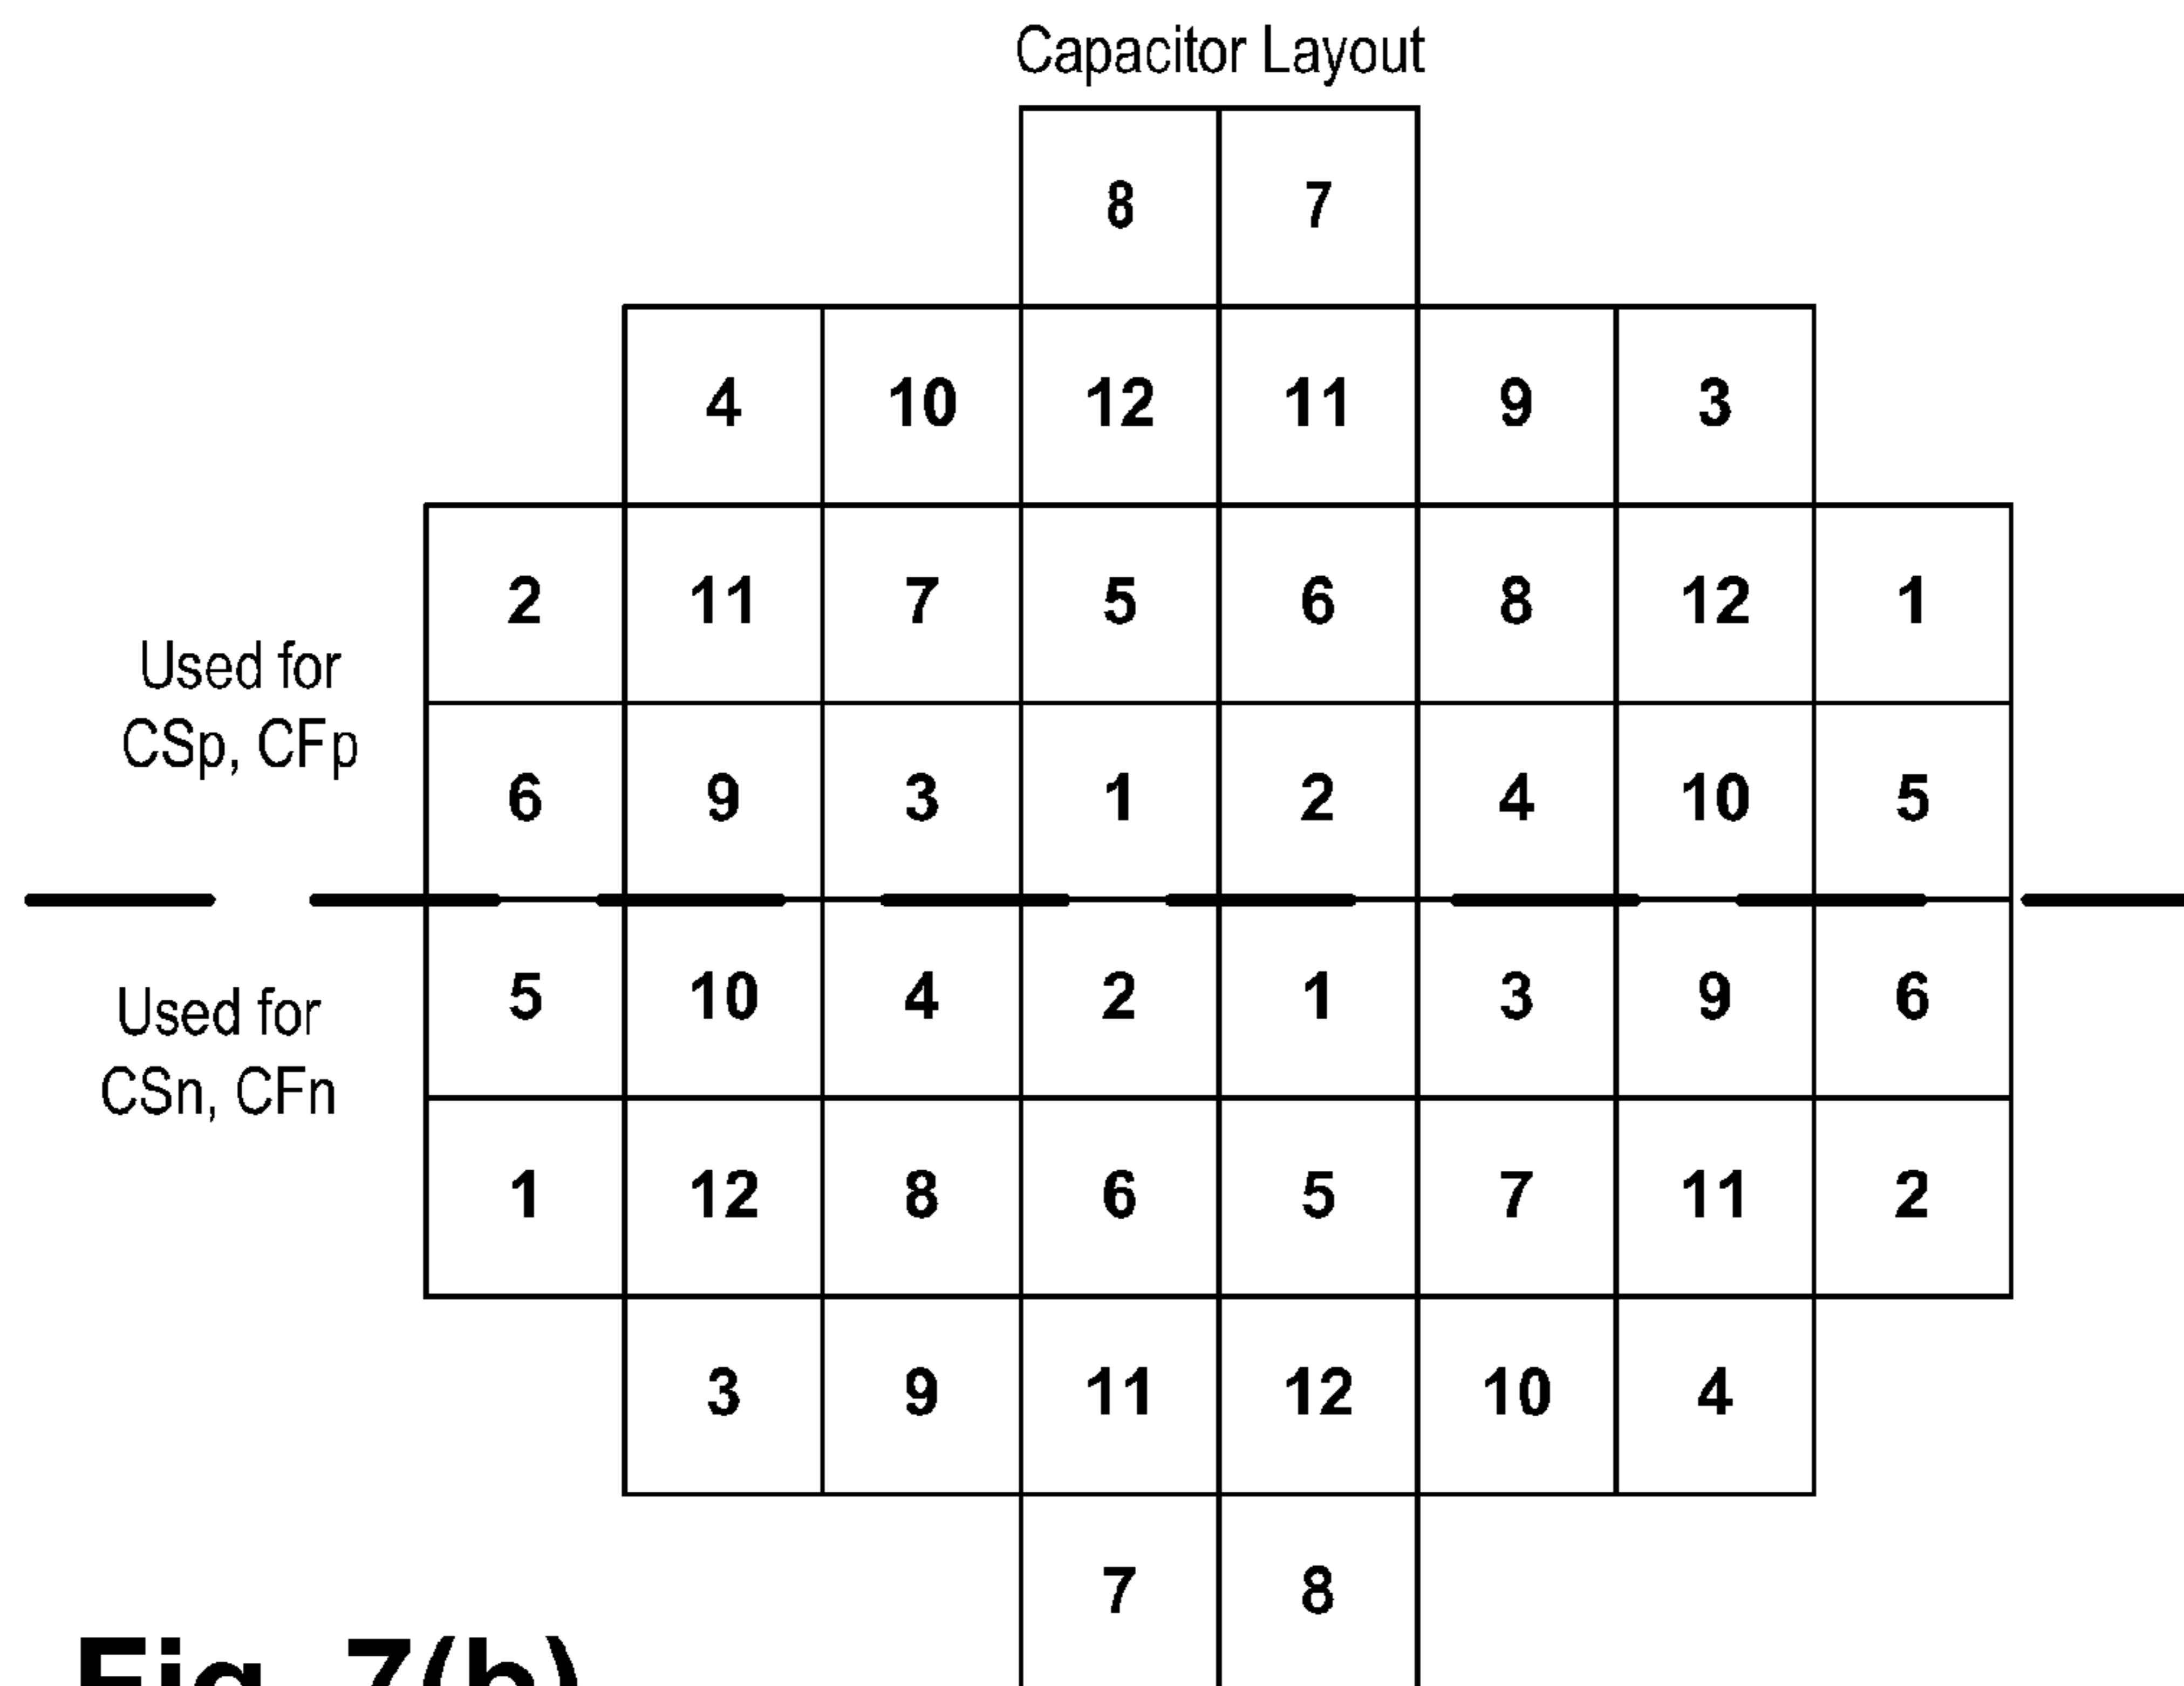 Capacitor Layout
8 7
4 10 12 11 9 3
2 11 7 5 6 8 12 1
Used for
CSp, CFp
6 9 3 1 2 4 10 5
5 10 4 2 1 3 9 6
Used for
CSn, CFn
1 12 8 6 5 7 11 2
3 9 11 12 10 4
7 8
Fig. 7(b)